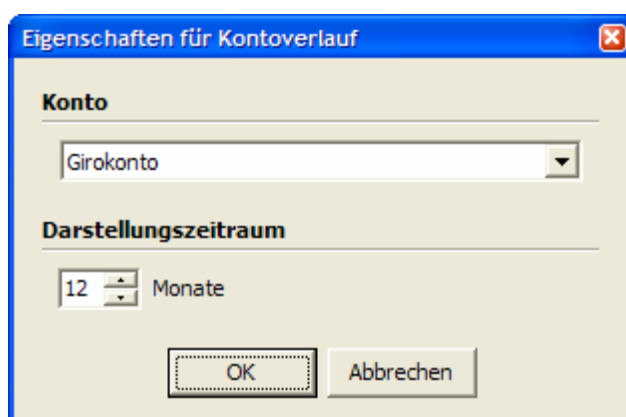 Eigenschaften für Kontoverlauf
Konto
Girokonto
Darstellungszeitraum
12 Monate
OK Abbrechen